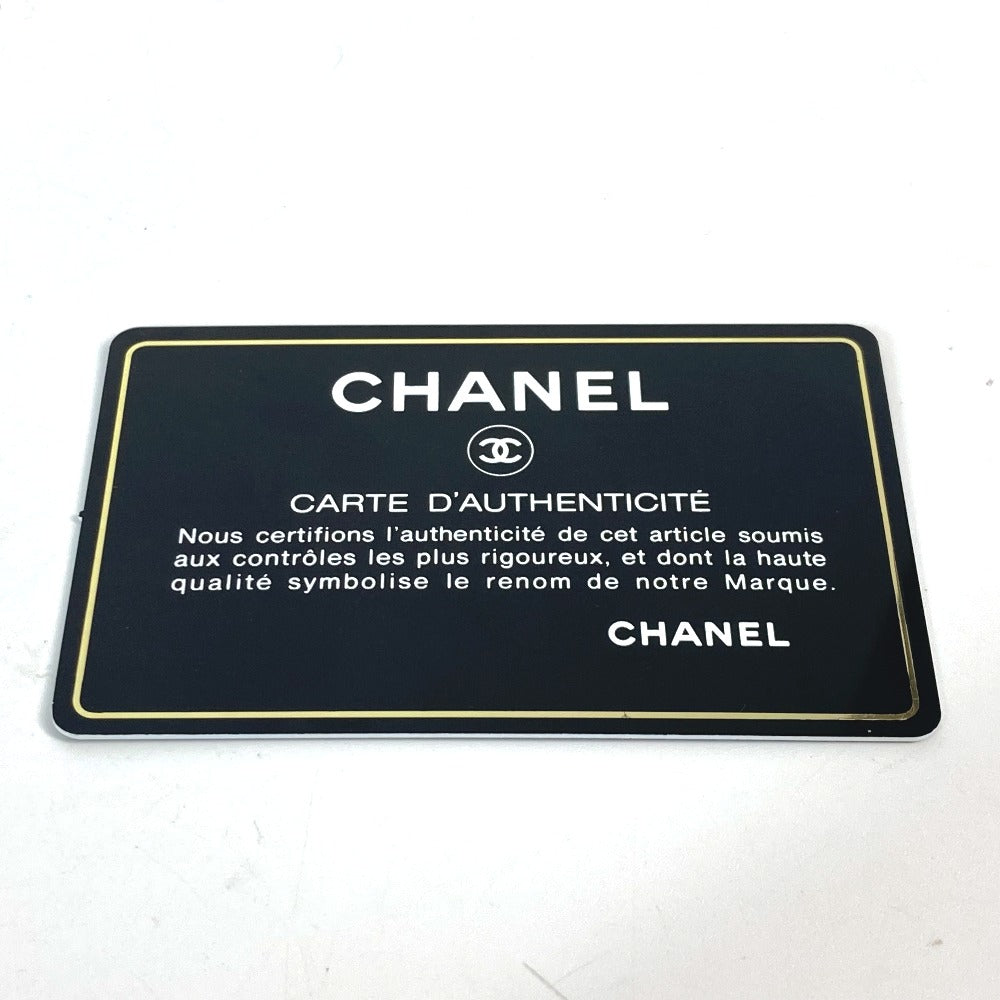 CHANEL
CARTE D'AUTHENTICITÉ
Nous certifions l'authenticité de cet article soumis
aux contrôles les plus rigoureux, et dont la haute
qualité symbolise le renom de notre Marque.
CHANEL